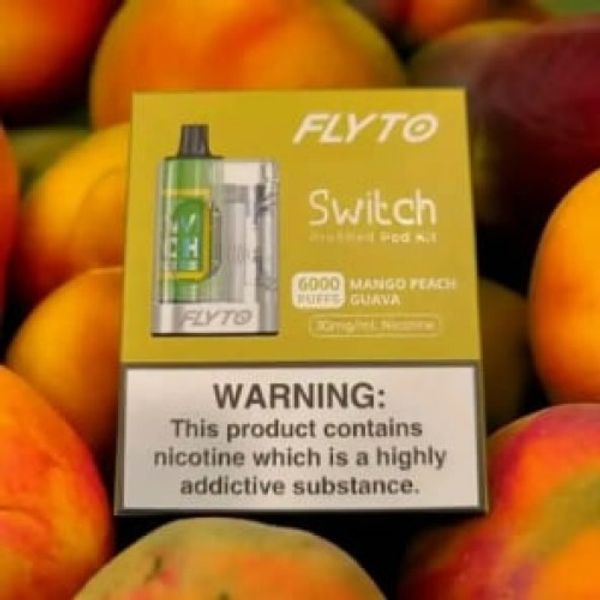 FLYTO
Switch
Prefilled Pod Kit
6000
PUFFS
MANGO PEACH
GUAVA
mg/mL Nicotine
FLYTO
WARNING:
This product contains
nicotine which is a highly
addictive substance.